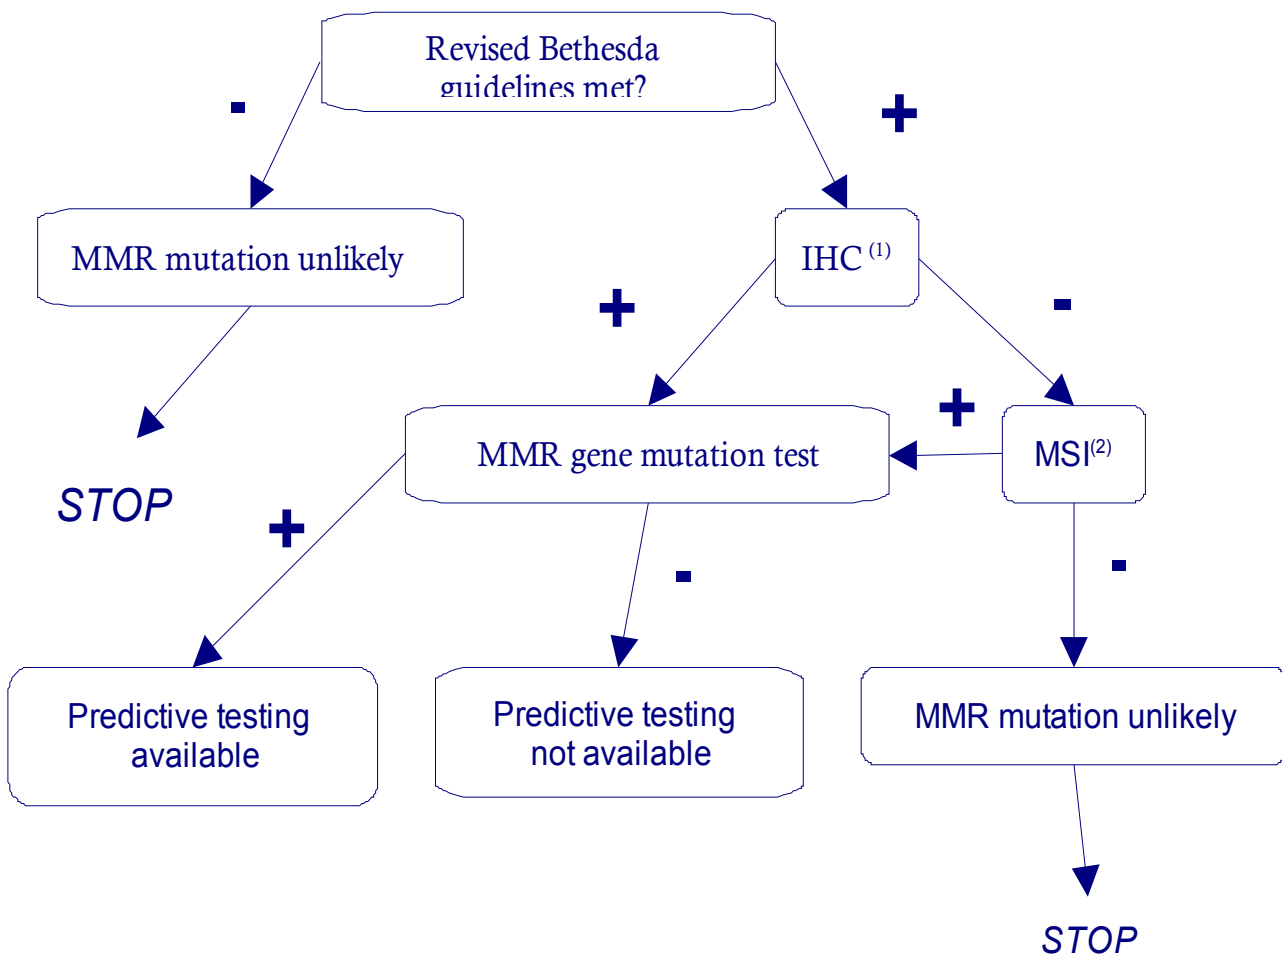 Revised Bethesda
guidelines met?
-
+
MMR mutation unlikely
IHC (1)
+
-
STOP
MMR gene mutation test
+
MSI(2)
+
-
-
Predictive testing
available
Predictive testing
not available
MMR mutation unlikely
STOP